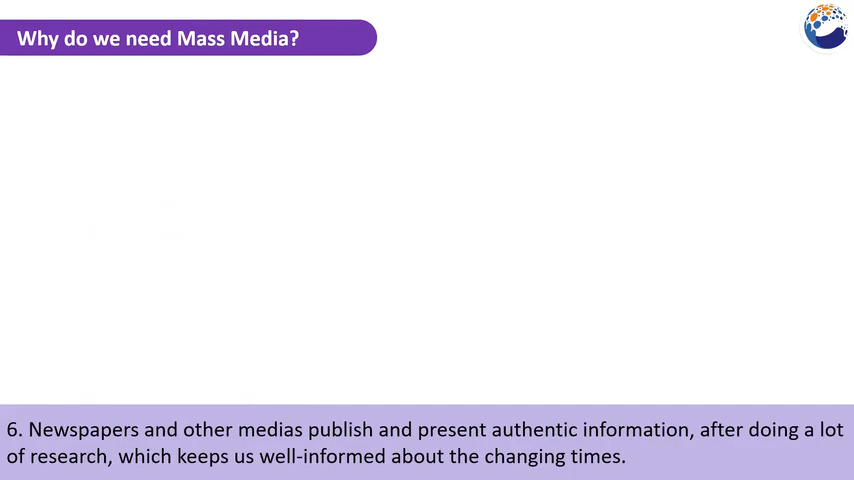 Why do we need Mass Media?
6. Newspapers and other medias publish and present authentic information, after doing a lot
of research, which keeps us well-informed about the changing times.